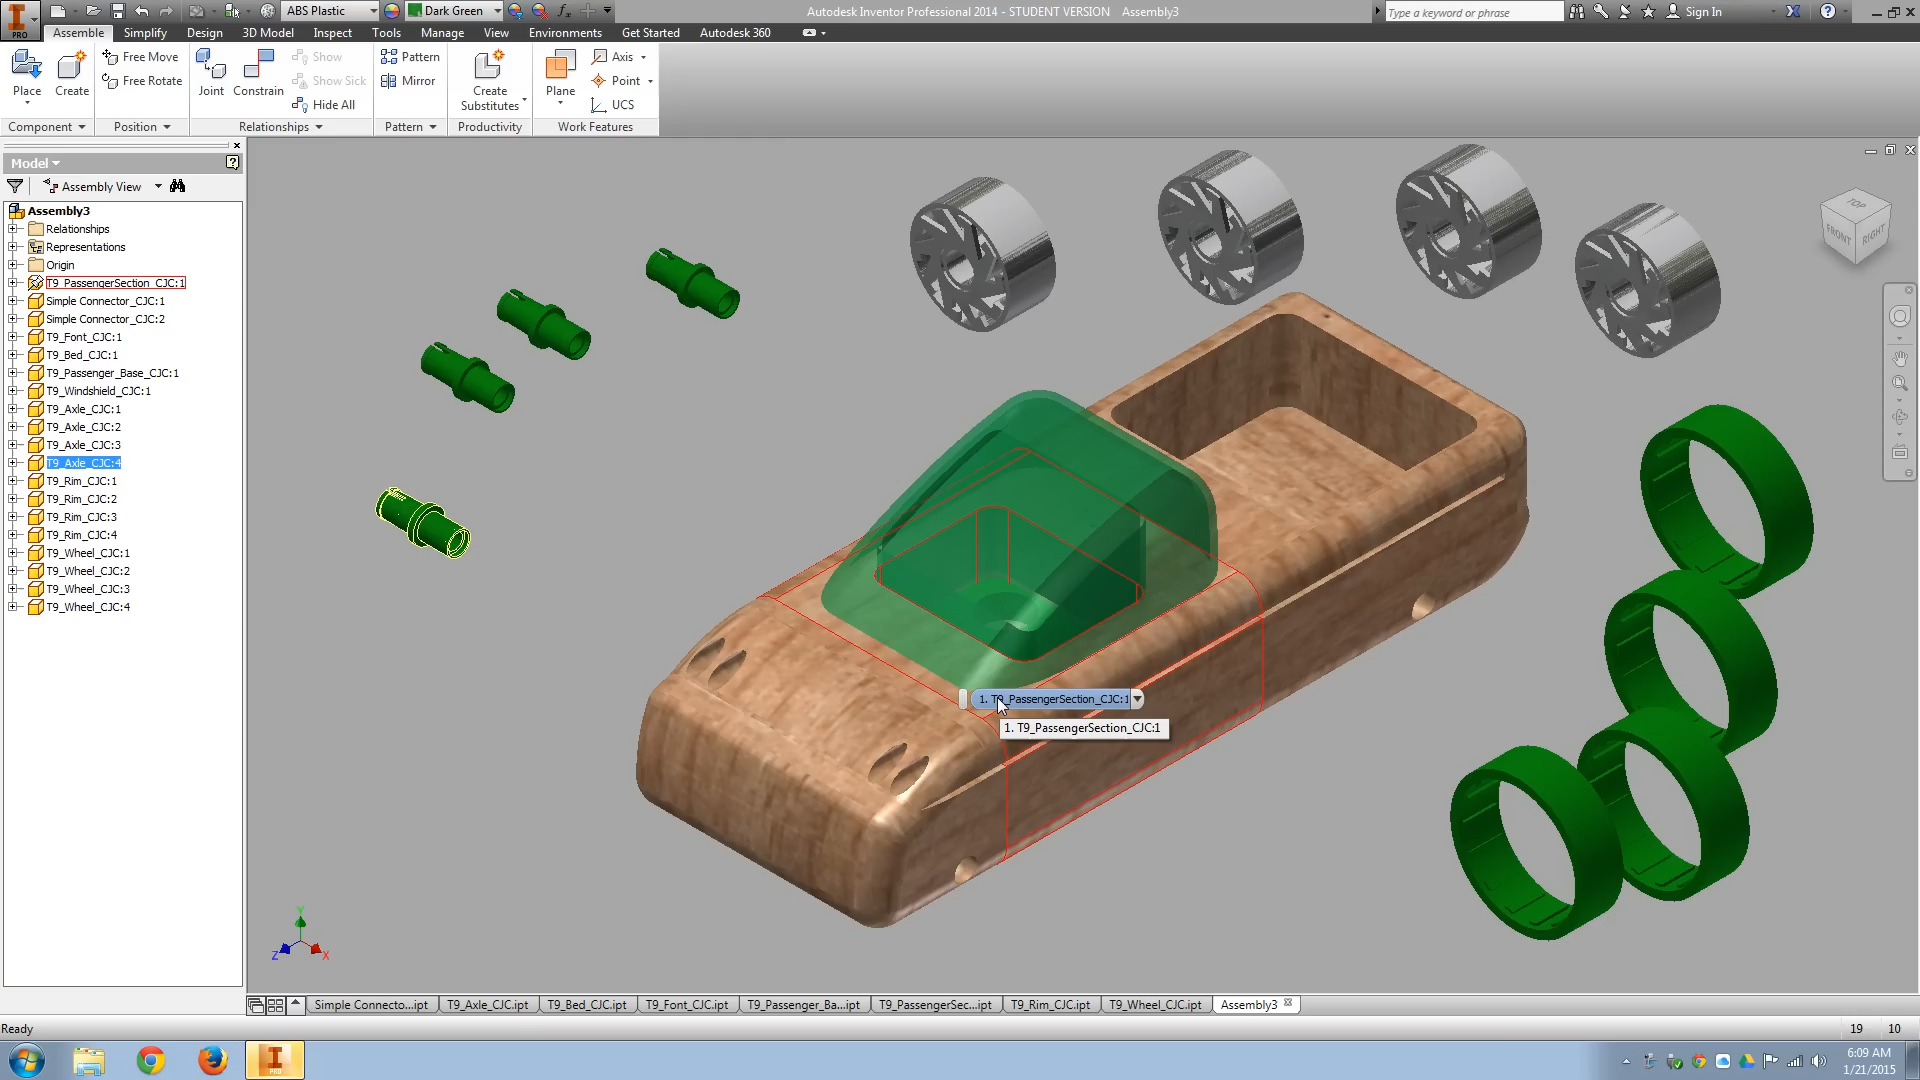 ABS Plastic
Dark Green
Autodesk Inventor Professional 2014 - STUDENT VERSION Assembly3
Type a keyword or phrase
Sign In
PRO
Assemble Simplify Design 3D Model Inspect Tools Manage View Environments Get Started Autodesk 360
Place
Create
Free Move
Free Rotate
Joint
Constrain
Show
Show Sick
Hide All
Pattern
Mirror
Create
Substitutes
Plane
Axis
Point
UCS
Component
Position
Relationships
Pattern
Productivity
Work Features
Model
Assembly View
Assembly3
Relationships
Representations
Origin
T9_PassengerSection_CJC:1
Simple Connector_CJC:1
Simple Connector_CJC:2
T9_Font_CJC:1
T9_Bed_CJC:1
T9_Passenger_Base_CJC:1
T9_Windshield_CJC:1
T9_Axle_CJC:1
T9_Axle_CJC:2
T9_Axle_CJC:3
T9_Axle_CJC:4
T9_Rim_CJC:1
T9_Rim_CJC:2
T9_Rim_CJC:3
T9_Rim_CJC:4
T9_Wheel_CJC:1
T9_Wheel_CJC:2
T9_Wheel_CJC:3
T9_Wheel_CJC:4
TOP
FRONT
RIGHT
1. T9_PassengerSection_CJC:1
1. T9_PassengerSection_CJC:1
Y
Z
X
Simple Connecto...ipt
T9_Axle_CJC.ipt
T9_Bed_CJC.ipt
T9_Font_CJC.ipt
T9_Passenger_Ba...ipt
T9_PassengerSec...ipt
T9_Rim_CJC.ipt
T9_Wheel_CJC.ipt
Assembly3
Ready
19 10
PRO
6:09 AM
1/21/2015